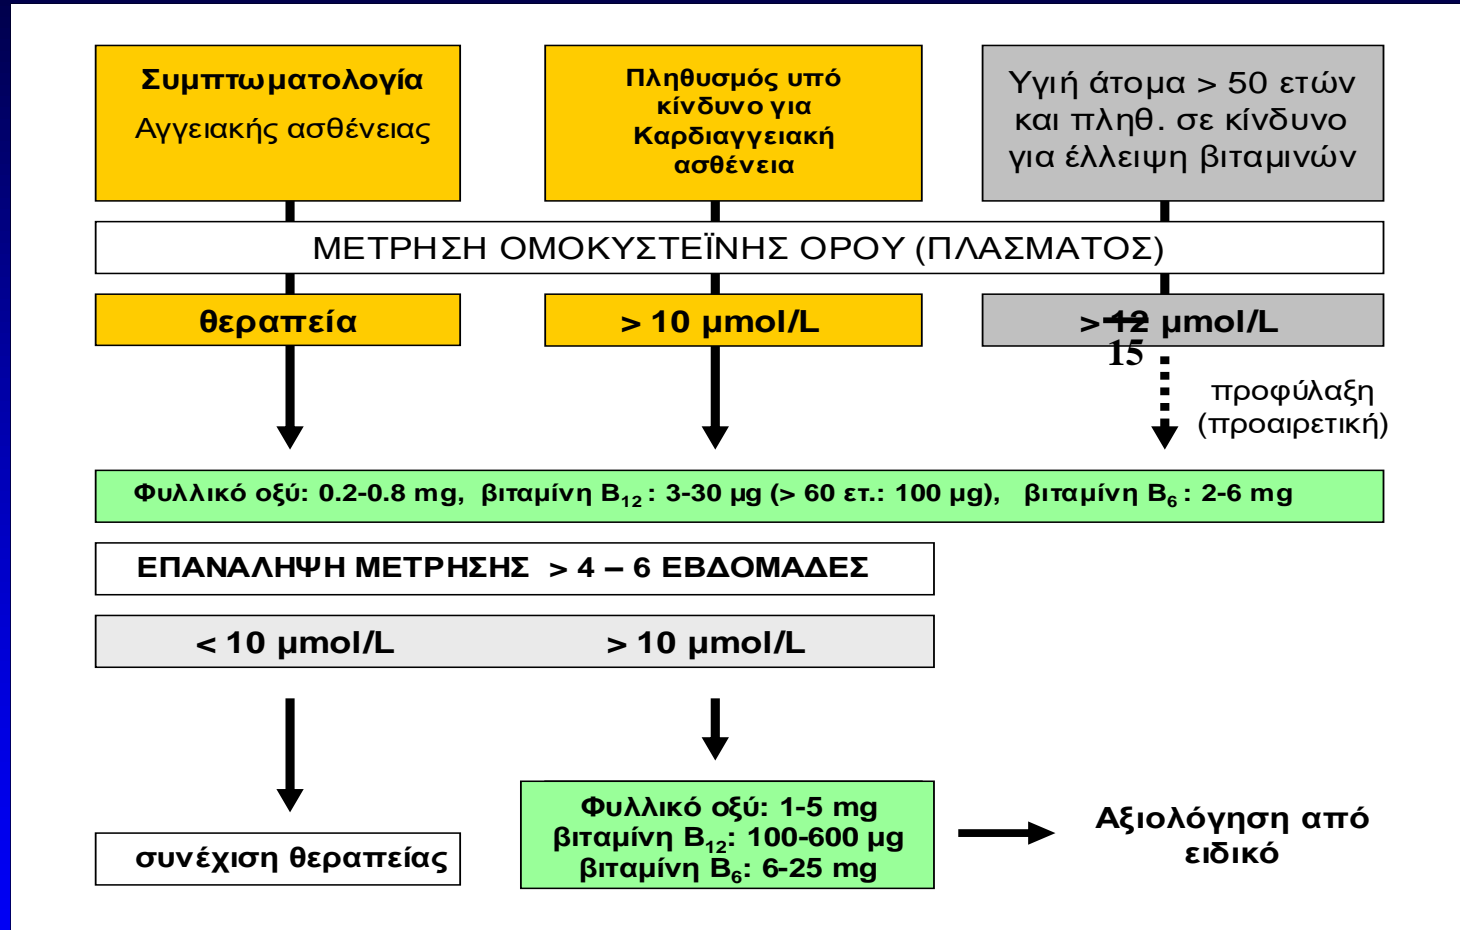 Συμπτωματολογία
Αγγειακής ασθένειας
Πληθυσμός υπό
κίνδυνο για
Καρδιαγγειακή
ασθένεια
Υγιή άτομα > 50 ετών
και πληθ. σε κίνδυνο
για έλλειψη βιταμινών
ΜΕΤΡΗΣΗ ΟΜΟΚΥΣΤΕΪΝΗΣ ΟΡΟΥ (ΠΛΑΣΜΑΤΟΣ)
θεραπεία
> 10 μmol/L
> 12 μmol/L
15
προφύλαξη
(προαιρετική)
Φυλλικό οξύ: 0.2-0.8 mg, βιταμίνη B12 : 3-30 μg (> 60 ετ.: 100 μg), βιταμίνη B6 : 2-6 mg
ΕΠΑΝΑΛΗΨΗ ΜΕΤΡΗΣΗΣ > 4 – 6 ΕΒΔΟΜΑΔΕΣ
< 10 μmol/L > 10 μmol/L
συνέχιση θεραπείας
Φυλλικό οξύ: 1-5 mg
βιταμίνη B12: 100-600 μg
βιταμίνη B6: 6-25 mg
Αξιολόγηση από
ειδικό